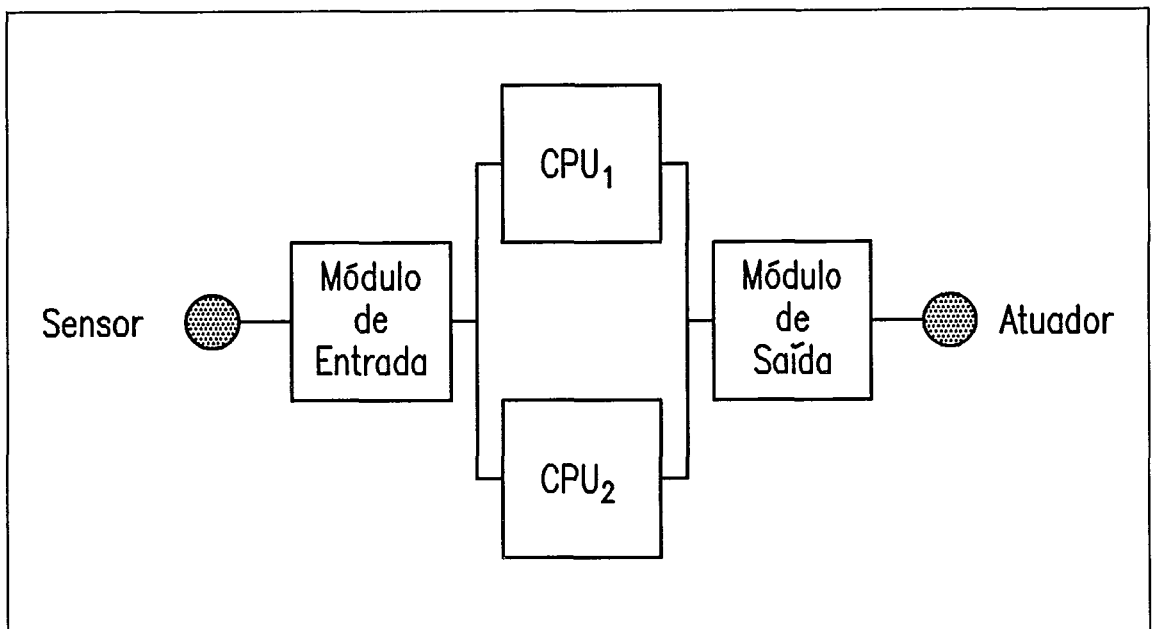 CPU₁
Sensor
Módulo
de
Entrada
Módulo
de
Saída
Atuador
CPU₂